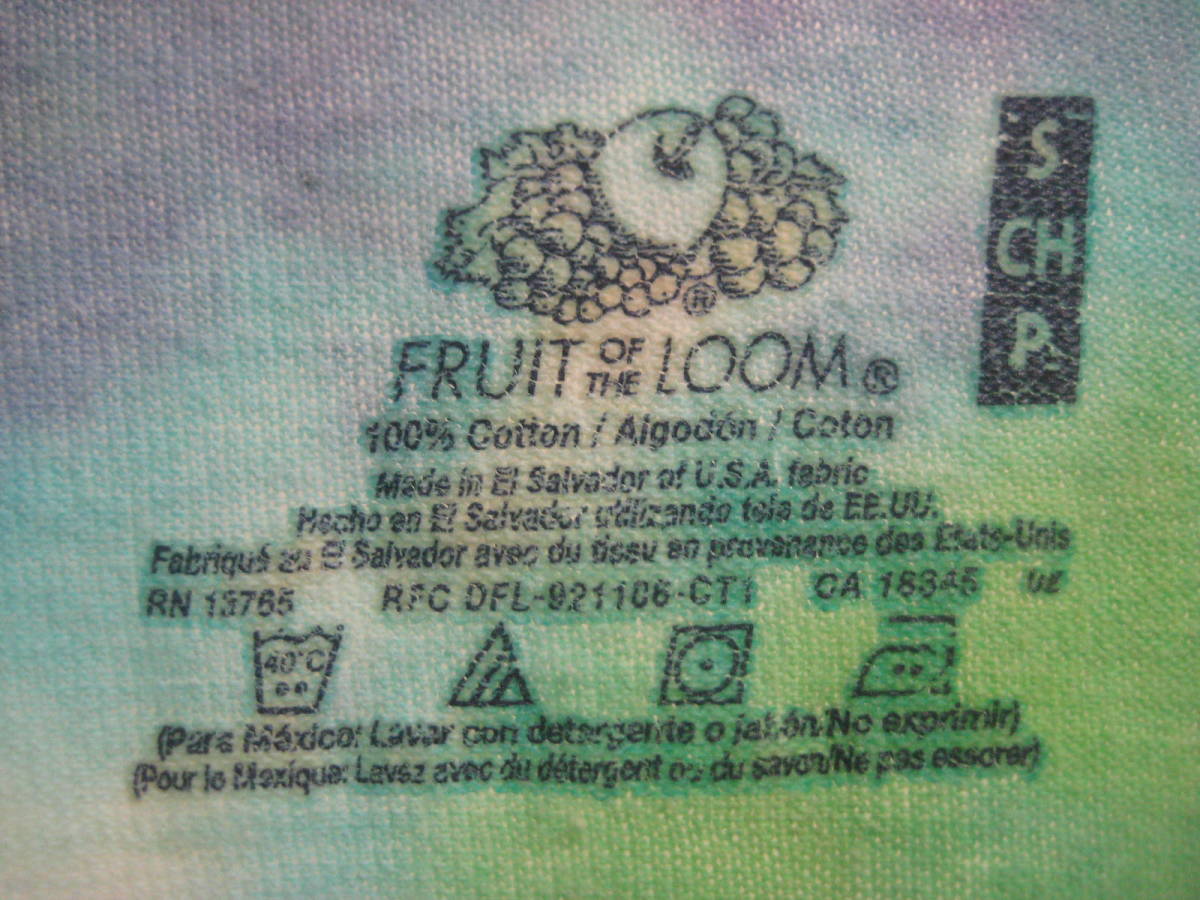 FRUIT OF THE LOOM®
100% Cotton / Algodón / Coton
Made in El Salvador of U.S.A. fabric
Hecho en El Salvador utilizando tela de EE.UU.
Fabriqué au El Salvador avec du tissu en provenance des États-Unis
RN 13765 RFC DFL-921106-CT1 CA 16345
40°C
(Para México: Lavar con detergente o jabón/No exprimir)
(Pour le Mexique: Lavez avec du détergent ou du savon/Ne pas essorer)
S
CH
P